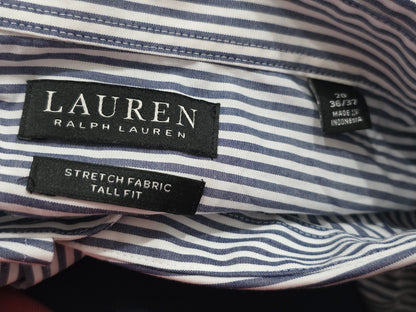 LAUREN
RALPH LAUREN
STRETCH FABRIC
TALL FIT
20
36/37
MADE IN
INDONESIA